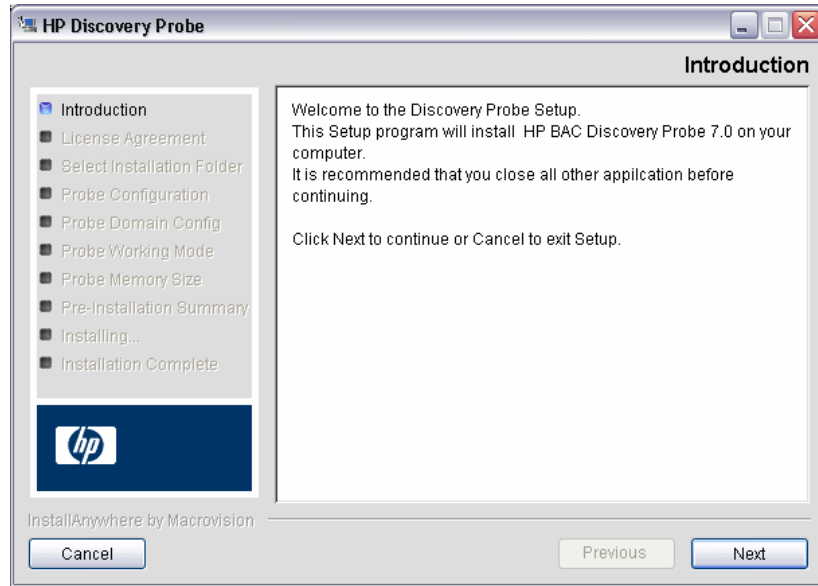 HP Discovery Probe
Introduction
Introduction
License Agreement
Select Installation Folder
Probe Configuration
Probe Domain Config
Probe Working Mode
Probe Memory Size
Pre-Installation Summary
Installing...
Installation Complete
hp
Welcome to the Discovery Probe Setup.
This Setup program will install HP BAC Discovery Probe 7.0 on your
computer.
It is recommended that you close all other appilcation before
continuing.
Click Next to continue or Cancel to exit Setup.
InstallAnywhere by Macrovision
Cancel
Previous
Next